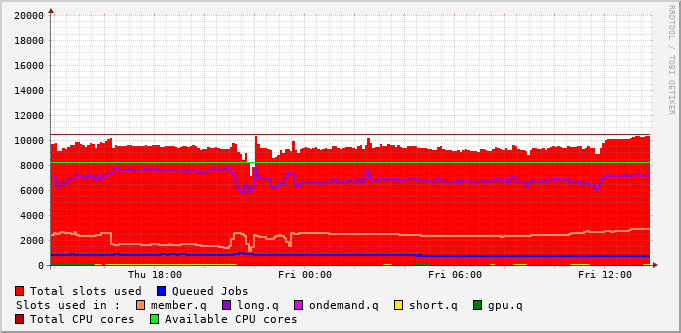 RRDTOOL / TOBI OETIKER
20000
18000
16000
14000
12000
10000
8000
6000
4000
2000
0
Thu 18:00 Fri 00:00 Fri 06:00 Fri 12:00
Total slots used Queued Jobs
Slots used in : member.q long.q ondemand.q short.q gpu.q
Total CPU cores Available CPU cores